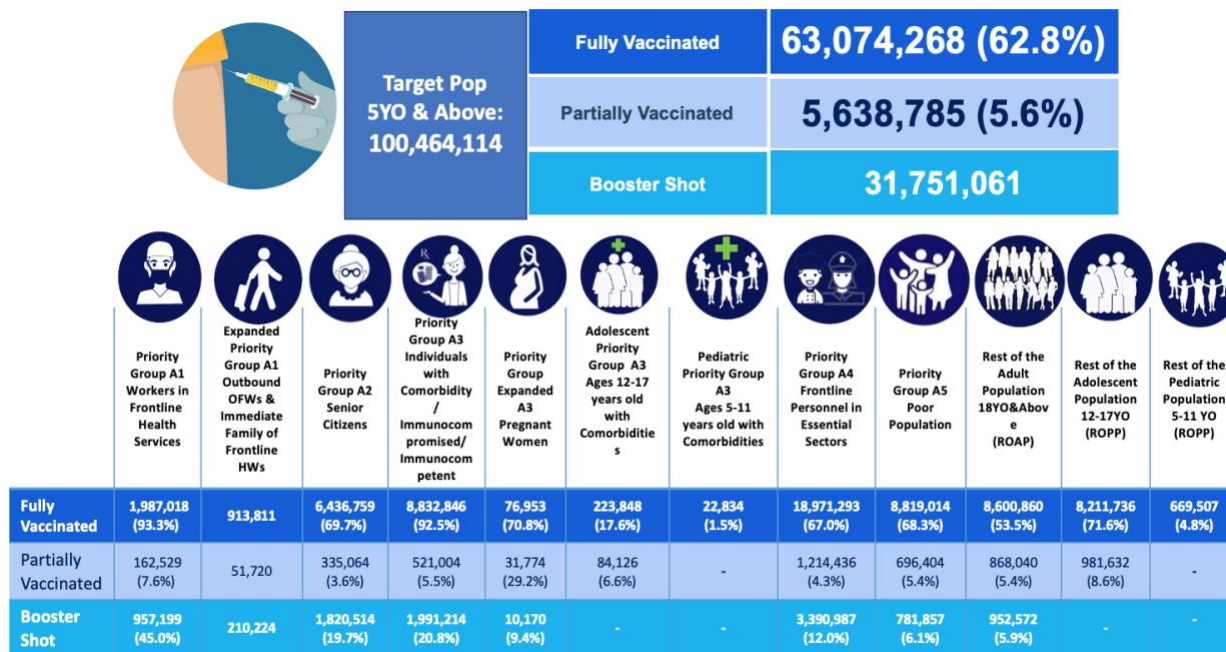 Target Pop
5YO & Above:
100,464,114
Fully Vaccinated
63,074,268 (62.8%)
Partially Vaccinated
5,638,785 (5.6%)
Booster Shot
31,751,061
Priority
Group A1
Workers in
Frontline
Health
Services
Expanded
Priority
Group A1
Outbound
OFWs &
Immediate
Family of
Frontline
HWs
Priority
Group A2
Senior
Citizens
Priority
Group A3
Individuals
with
Comorbidity
/
Immunocom
promised/
Immunocom
petent
Priority
Group
Expanded
A3
Pregnant
Women
Adolescent
Priority
Group A3
Ages 12-17
years old
with
Comorbiditie
s
Pediatric
Priority Group
A3
Ages 5-11
years old with
Comorbidities
Priority
Group A4
Frontline
Personnel in
Essential
Sectors
Priority
Group A5
Poor
Population
Rest of the
Adult
Population
18YO&Abov
e
(ROAP)
Rest of the
Adolescent
Population
12-17YO
(ROPP)
Rest of the
Pediatric
Population
5-11 YO
(ROPP)
Fully
Vaccinated
1,987,018
(93.3%)
913,811
6,436,759
(69.7%)
8,832,846
(92.5%)
76,953
(70.8%)
223,848
(17.6%)
22,834
(1.5%)
18,971,293
(67.0%)
8,819,014
(68.3%)
8,600,860
(53.5%)
8,211,736
(71.6%)
669,507
(4.8%)
Partially
Vaccinated
162,529
(7.6%)
51,720
335,064
(3.6%)
521,004
(5.5%)
31,774
(29.2%)
84,126
(6.6%)
-
1,214,436
(4.3%)
696,404
(5.4%)
868,040
(5.4%)
981,632
(8.6%)
-
Booster
Shot
957,199
(45.0%)
210,224
1,820,514
(19.7%)
1,991,214
(20.8%)
10,170
(9.4%)
-
-
3,390,987
(12.0%)
781,857
(6.1%)
952,572
(5.9%)
-
-